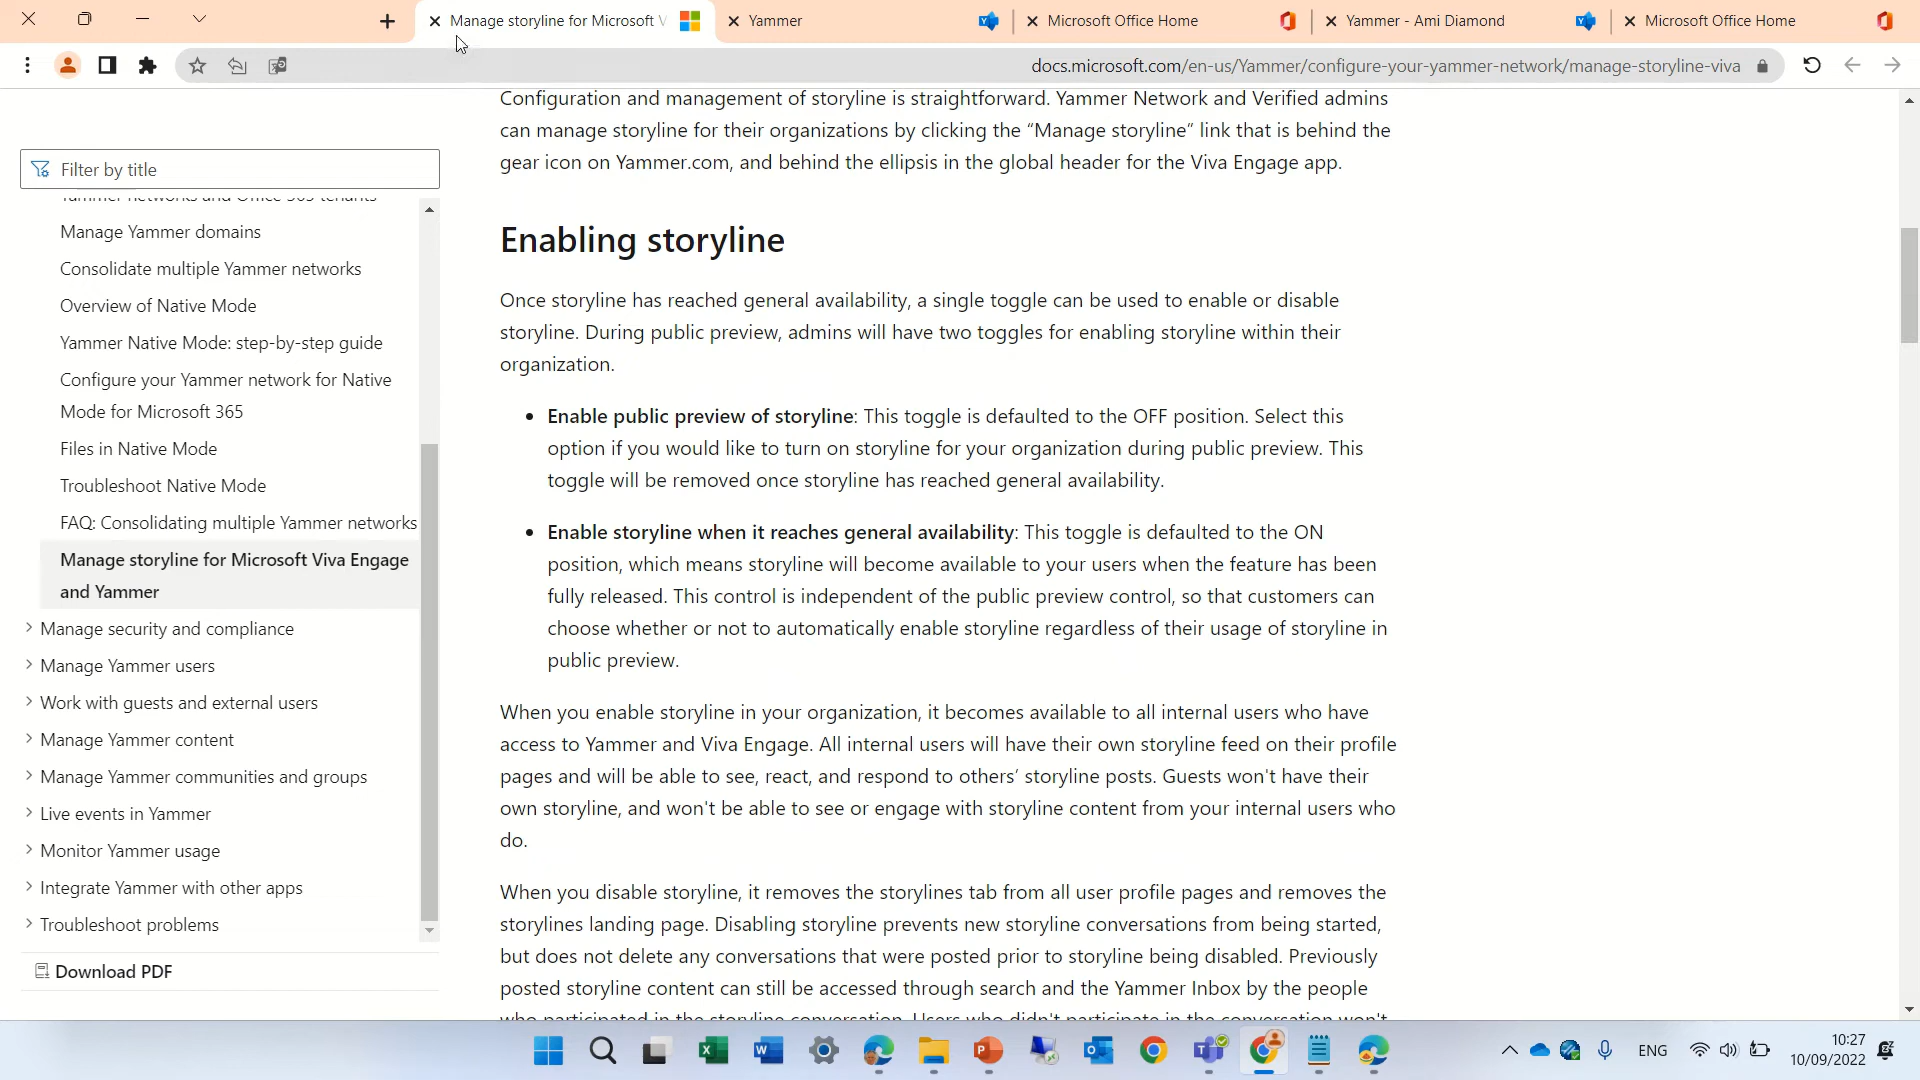 Manage storyline for Microsoft V
Yammer
Microsoft Office Home
Yammer - Ami Diamond
Microsoft Office Home
docs.microsoft.com/en-us/Yammer/configure-your-yammer-network/manage-storyline-viva
Filter by title
Yammer networks and Office 365 tenants
Manage Yammer domains
Consolidate multiple Yammer networks
Overview of Native Mode
Yammer Native Mode: step-by-step guide
Configure your Yammer network for Native
Mode for Microsoft 365
Files in Native Mode
Troubleshoot Native Mode
FAQ: Consolidating multiple Yammer networks
Manage storyline for Microsoft Viva Engage
and Yammer
Manage security and compliance
Manage Yammer users
Work with guests and external users
Manage Yammer content
Manage Yammer communities and groups
Live events in Yammer
Monitor Yammer usage
Integrate Yammer with other apps
Troubleshoot problems
Download PDF
Configuration and management of storyline is straightforward. Yammer Network and Verified admins
can manage storyline for their organizations by clicking the “Manage storyline” link that is behind the
gear icon on Yammer.com, and behind the ellipsis in the global header for the Viva Engage app.
Enabling storyline
Once storyline has reached general availability, a single toggle can be used to enable or disable
storyline. During public preview, admins will have two toggles for enabling storyline within their
organization.
• Enable public preview of storyline: This toggle is defaulted to the OFF position. Select this
option if you would like to turn on storyline for your organization during public preview. This
toggle will be removed once storyline has reached general availability.
• Enable storyline when it reaches general availability: This toggle is defaulted to the ON
position, which means storyline will become available to your users when the feature has been
fully released. This control is independent of the public preview control, so that customers can
choose whether or not to automatically enable storyline regardless of their usage of storyline in
public preview.
When you enable storyline in your organization, it becomes available to all internal users who have
access to Yammer and Viva Engage. All internal users will have their own storyline feed on their profile
pages and will be able to see, react, and respond to others’ storyline posts. Guests won't have their
own storyline, and won't be able to see or engage with storyline content from your internal users who
do.
When you disable storyline, it removes the storylines tab from all user profile pages and removes the
storylines landing page. Disabling storyline prevents new storyline conversations from being started,
but does not delete any conversations that were posted prior to storyline being disabled. Previously
posted storyline content can still be accessed through search and the Yammer Inbox by the people
who participated in the storyline conversation. Users who didn't participate in the conversation won't
ENG
10:27
10/09/2022